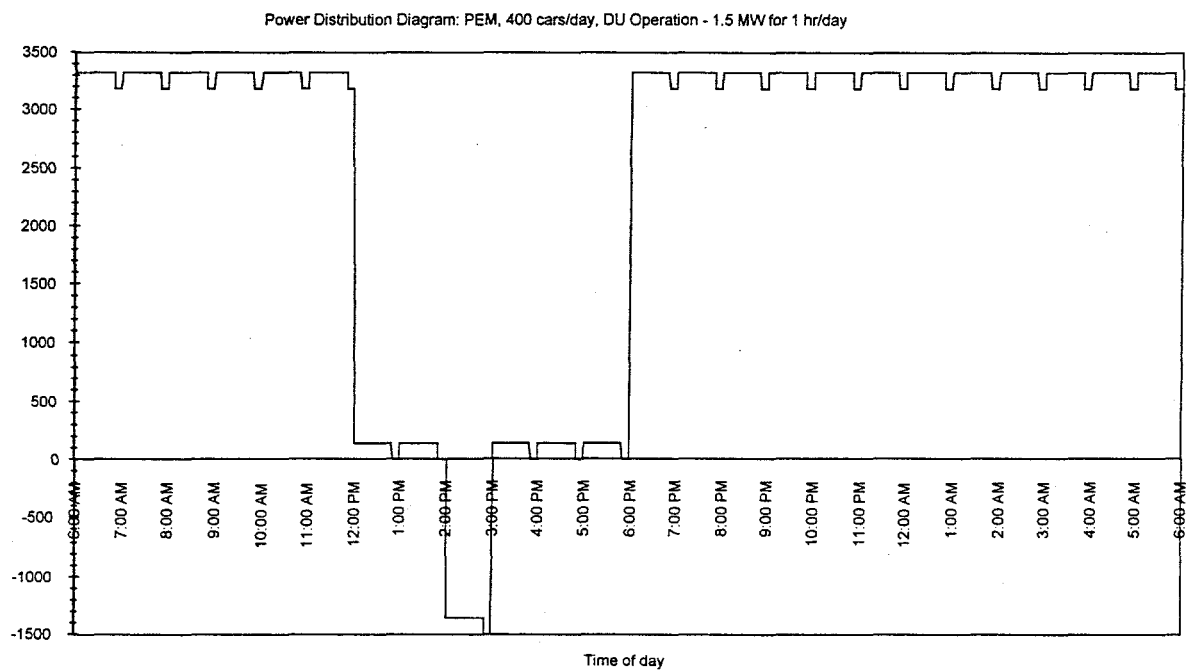 Power Distribution Diagram: PEM, 400 cars/day, DU Operation - 1.5 MW for 1 hr/day
3500
3000
2500
2000
1500
1000
500
0
-500
-1000
-1500
6:00 AM
7:00 AM
8:00 AM
9:00 AM
10:00 AM
11:00 AM
12:00 PM
1:00 PM
2:00 PM
3:00 PM
4:00 PM
5:00 PM
6:00 PM
7:00 PM
8:00 PM
9:00 PM
10:00 PM
11:00 PM
12:00 AM
1:00 AM
2:00 AM
3:00 AM
4:00 AM
5:00 AM
6:00 AM
Time of day